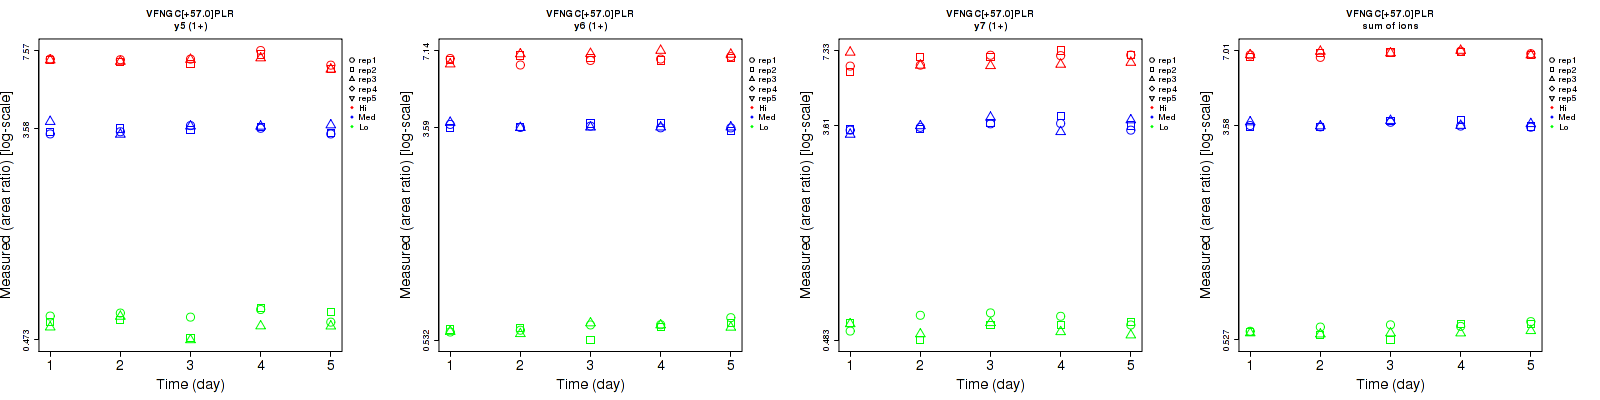 VFNGC[+57.0]PLR
y5 (1+)
Measured (area ratio) [log-scale]
7.57
3.58
0.473
1 2 3 4 5
Time (day)
rep1
rep2
rep3
rep4
rep5
Hi
Med
Lo
VFNGC[+57.0]PLR
y6 (1+)
Measured (area ratio) [log-scale]
7.14
3.59
0.532
1 2 3 4 5
Time (day)
rep1
rep2
rep3
rep4
rep5
Hi
Med
Lo
VFNGC[+57.0]PLR
y7 (1+)
Measured (area ratio) [log-scale]
7.33
3.61
0.483
1 2 3 4 5
Time (day)
rep1
rep2
rep3
rep4
rep5
Hi
Med
Lo
VFNGC[+57.0]PLR
sum of ions
Measured (area ratio) [log-scale]
7.01
3.58
0.527
1 2 3 4 5
Time (day)
rep1
rep2
rep3
rep4
rep5
Hi
Med
Lo